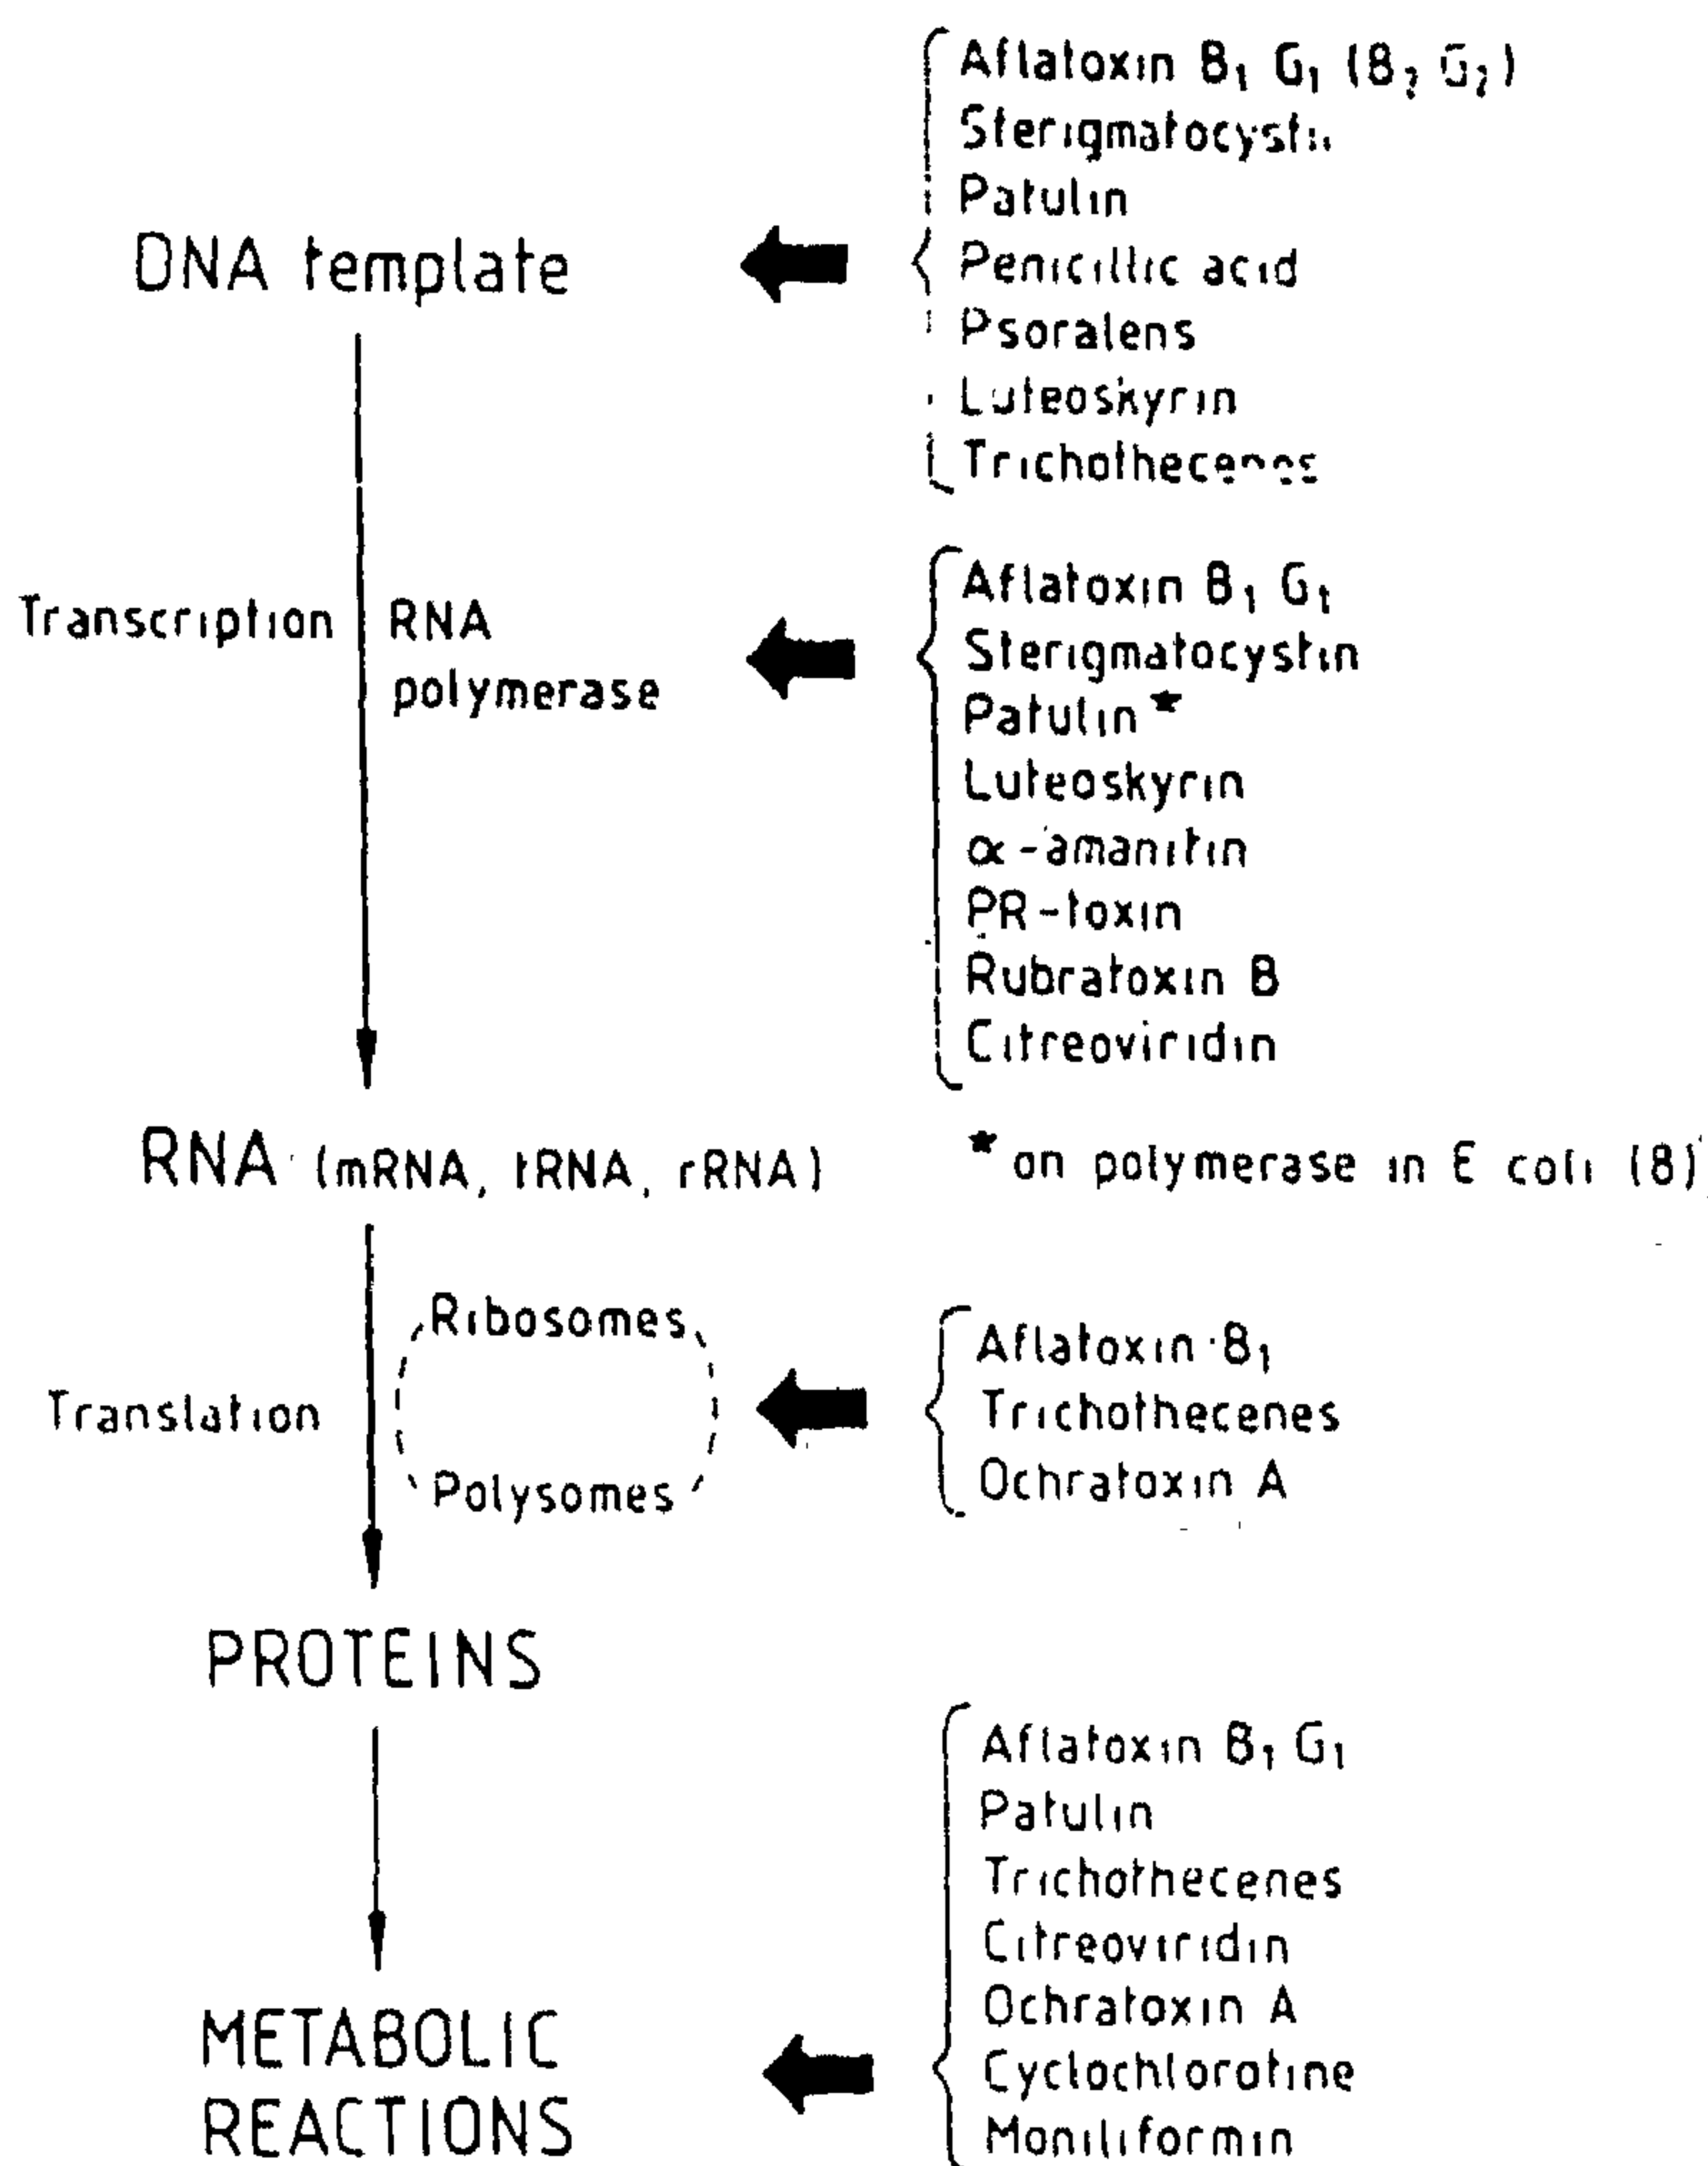 Aflatoxin B₁ G₁ (B₂ G₂)
Sterigmatocystin
Patulin
DNA template
Penicillic acid
Psoralens
Luteoskyrin
Trichothecenes
Aflatoxin B₁ G₁
Transcription
RNA
polymerase
Sterigmatocystin
Patulin*
Luteoskyrin
α-amanitin
PR-toxin
Rubratoxin B
Citreoviridin
RNA (mRNA, tRNA, rRNA)
* on polymerase in E coli (8)
Ribosomes
Aflatoxin B₁
Translation
Trichothecenes
Polysomes
Ochratoxin A
PROTEINS
Aflatoxin B₁ G₁
Patulin
Trichothecenes
Citreoviridin
Ochratoxin A
METABOLIC
REACTIONS
Cyclochlorotine
Moniliformin